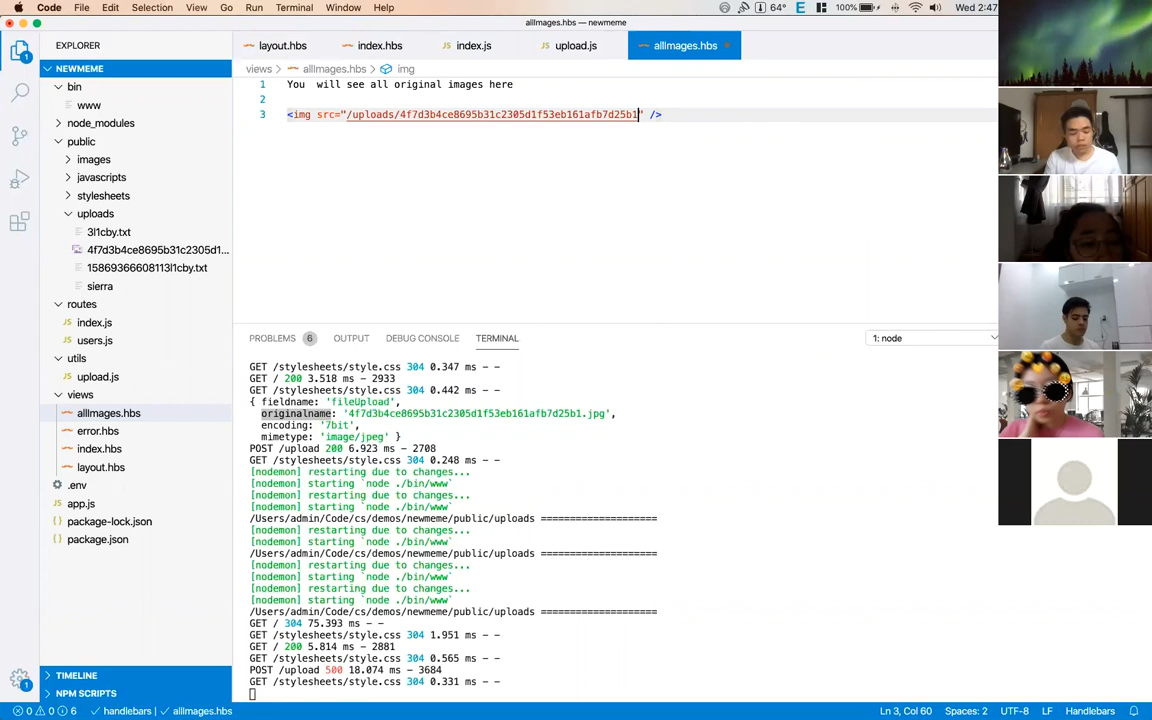 Code File Edit Selection View Go Run Terminal Window Help 64° E 100% Wed 2:47
allImages.hbs — newmeme
EXPLORER
layout.hbs index.hbs index.js upload.js allImages.hbs
NEWMEME
views > allImages.hbs > img
bin
www
node_modules
public
images
javascripts
stylesheets
uploads
3l1cby.txt
4f7d3b4ce8695b31c2305d1...
15869366608113l1cby.txt
sierra
routes
index.js
users.js
utils
upload.js
views
allImages.hbs
error.hbs
index.hbs
layout.hbs
.env
app.js
package-lock.json
package.json
TIMELINE
NPM SCRIPTS
1 You  will see all original images here
2
3 <img src="/uploads/4f7d3b4ce8695b31c2305d1f53eb161afb7d25b1" />
PROBLEMS 6 OUTPUT DEBUG CONSOLE TERMINAL 1: node
GET /stylesheets/style.css 304 0.347 ms - -
GET / 200 3.518 ms - 2933
GET /stylesheets/style.css 304 0.442 ms - -
{ fieldname: 'fileUpload',
originalname: '4f7d3b4ce8695b31c2305d1f53eb161afb7d25b1.jpg',
encoding: '7bit',
mimetype: 'image/jpeg' }
POST /upload 200 6.923 ms - 2708
GET /stylesheets/style.css 304 0.248 ms - -
[nodemon] restarting due to changes...
[nodemon] starting `node ./bin/www`
[nodemon] restarting due to changes...
[nodemon] starting `node ./bin/www`
/Users/admin/Code/cs/demos/newmeme/public/uploads ====================
[nodemon] restarting due to changes...
[nodemon] starting `node ./bin/www`
/Users/admin/Code/cs/demos/newmeme/public/uploads ====================
[nodemon] restarting due to changes...
[nodemon] starting `node ./bin/www`
[nodemon] restarting due to changes...
[nodemon] starting `node ./bin/www`
/Users/admin/Code/cs/demos/newmeme/public/uploads ====================
GET / 304 75.393 ms - -
GET /stylesheets/style.css 304 1.951 ms - -
GET / 200 5.814 ms - 2881
GET /stylesheets/style.css 304 0.565 ms - -
POST /upload 500 18.074 ms - 3684
GET /stylesheets/style.css 304 0.331 ms - -
0 0 6 handlebars | allImages.hbs Ln 3, Col 60 Spaces: 2 UTF-8 LF Handlebars